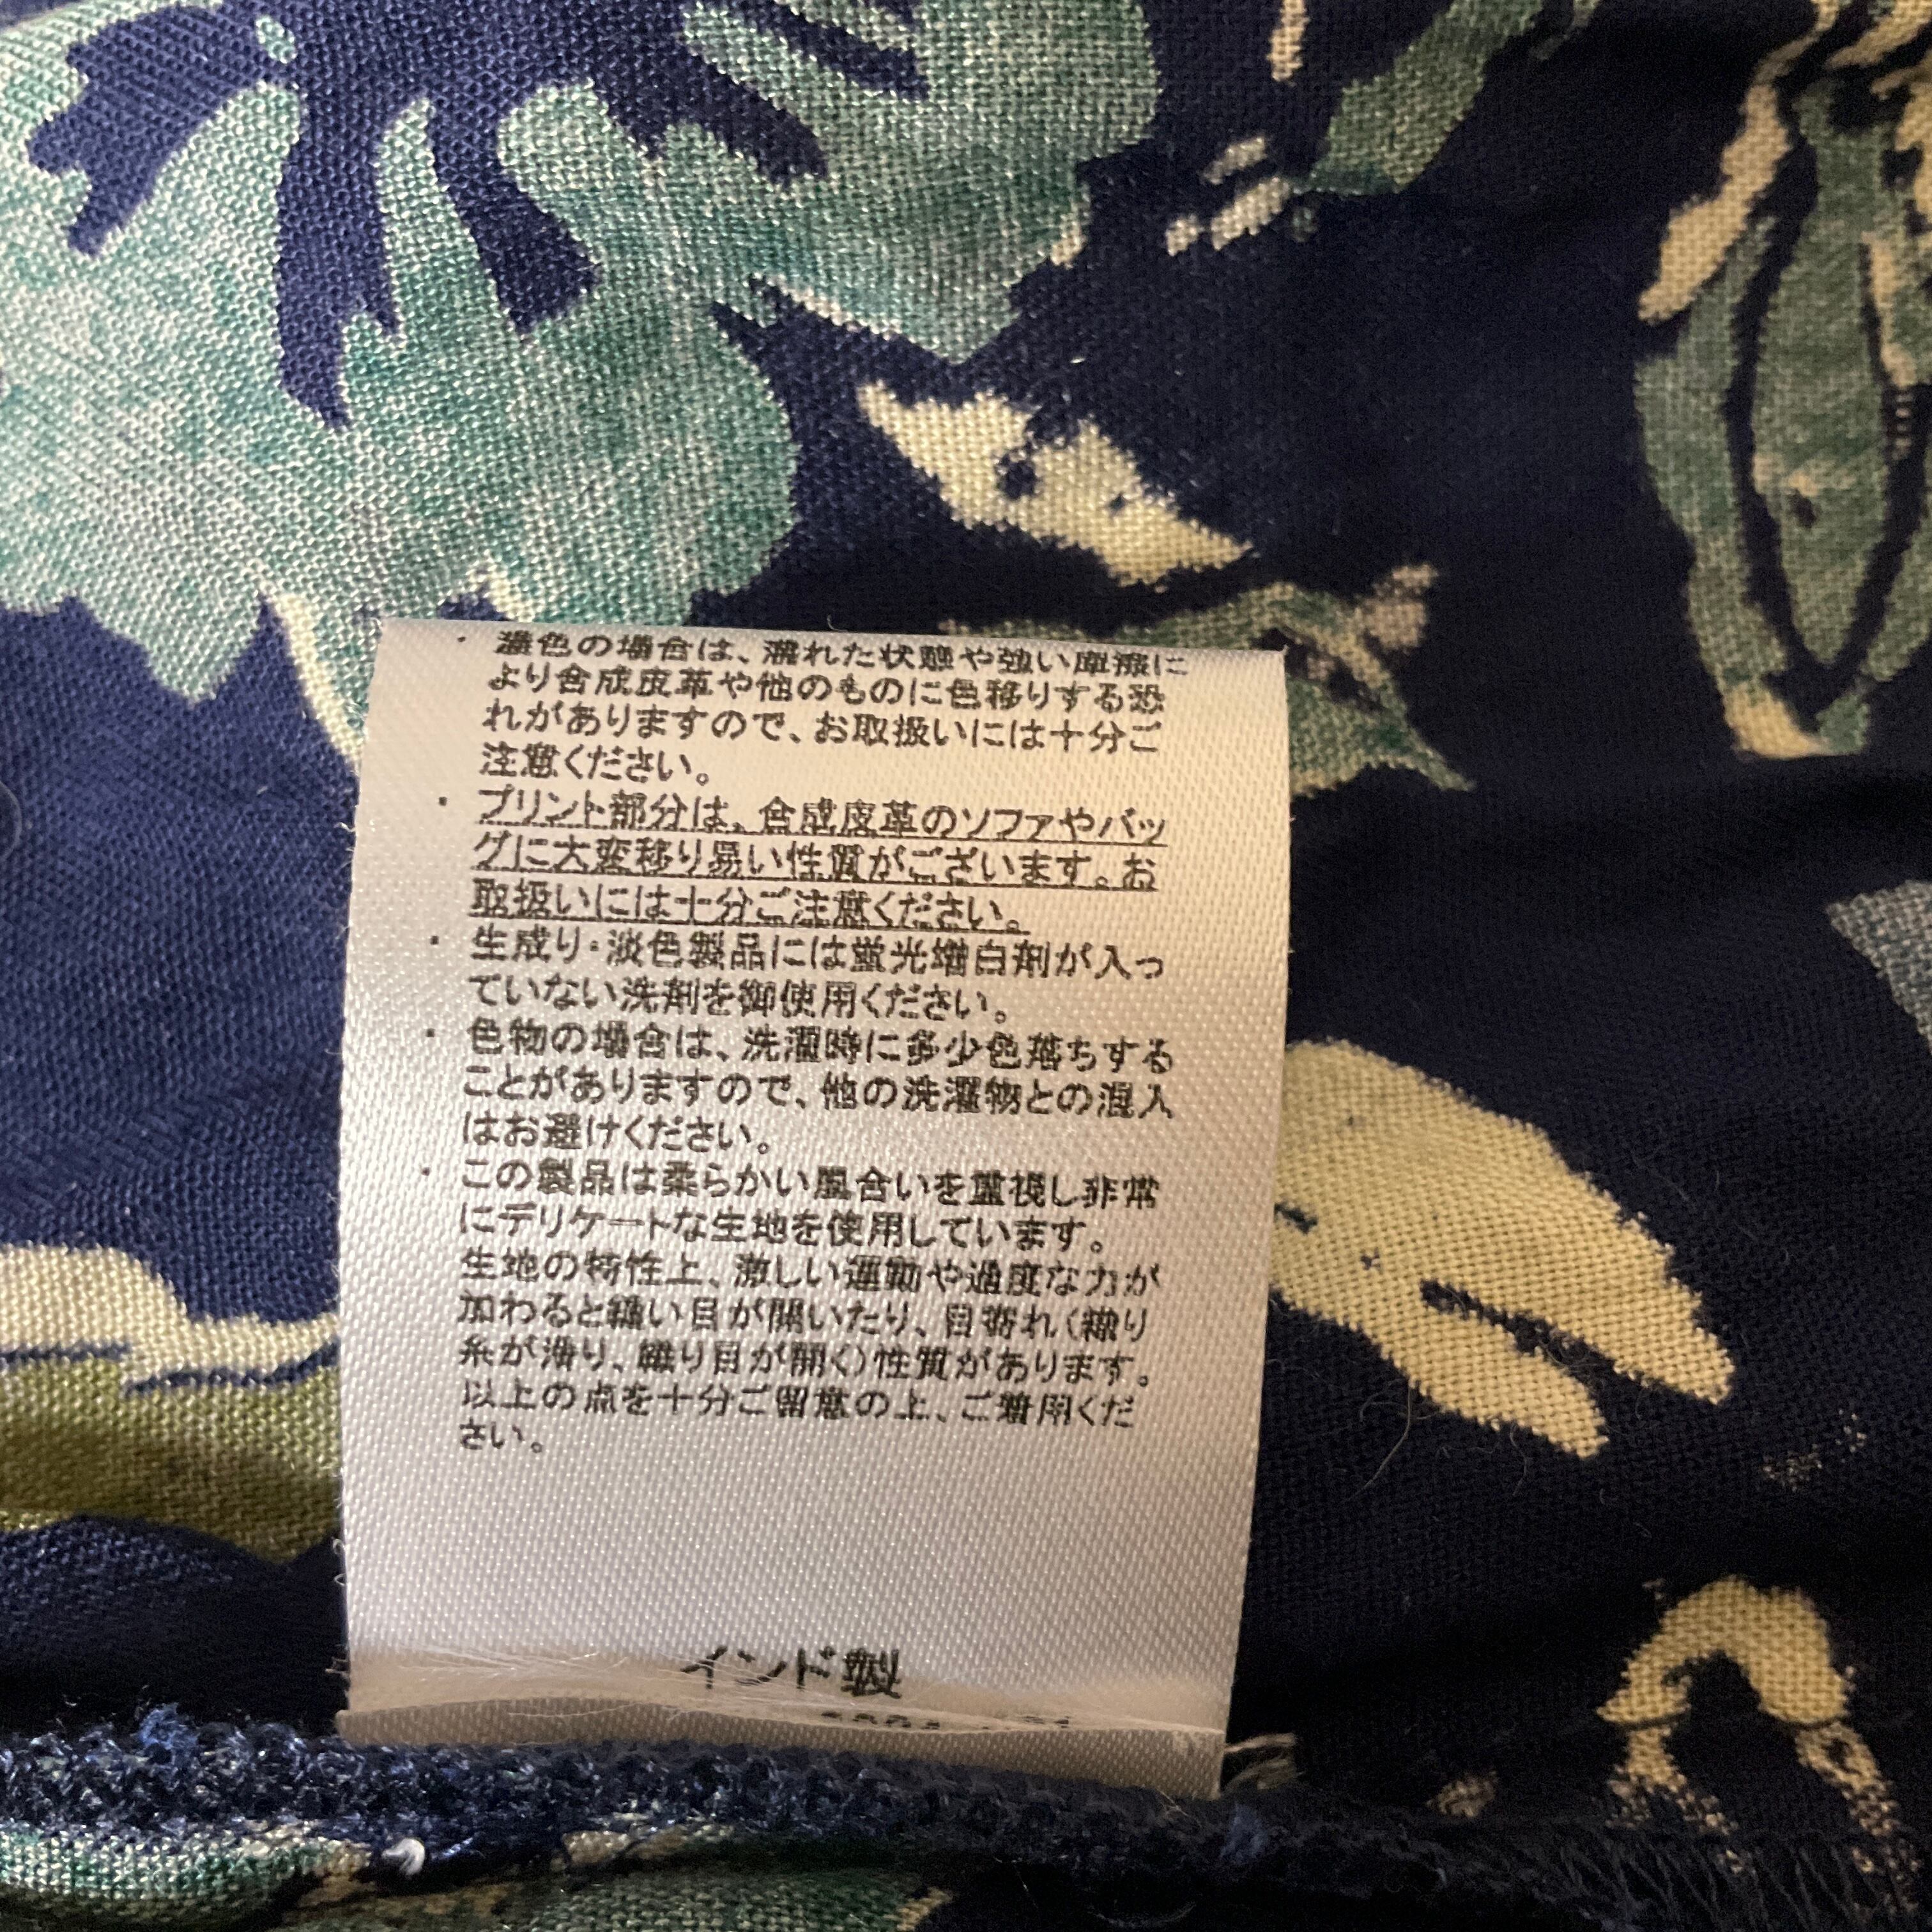 ・濃色の場合は、濡れた状態や強い摩擦に
より合成皮革や他のものに色移りする恐
れがありますので、お取扱いには十分ご
注意ください。
・プリント部分は、合成皮革のソファやバッ
グに大変移り易い性質がございます。お
取扱いには十分ご注意ください。
・生成り・淡色製品には蛍光増白剤が入っ
ていない洗剤を御使用ください。
・色物の場合は、洗濯時に多少色落ちする
ことがありますので、他の洗濯物との混入
はお避けください。
・この製品は柔らかい風合いを重視し非常
にデリケートな生地を使用しています。
生地の特性上、激しい運動や過度な力が
加わると縫い目が開いたり、目寄れ(織り
糸が滑り、織り目が開く)性質があります。
以上の点を十分ご留意の上、ご着用くだ
さい。
インド製